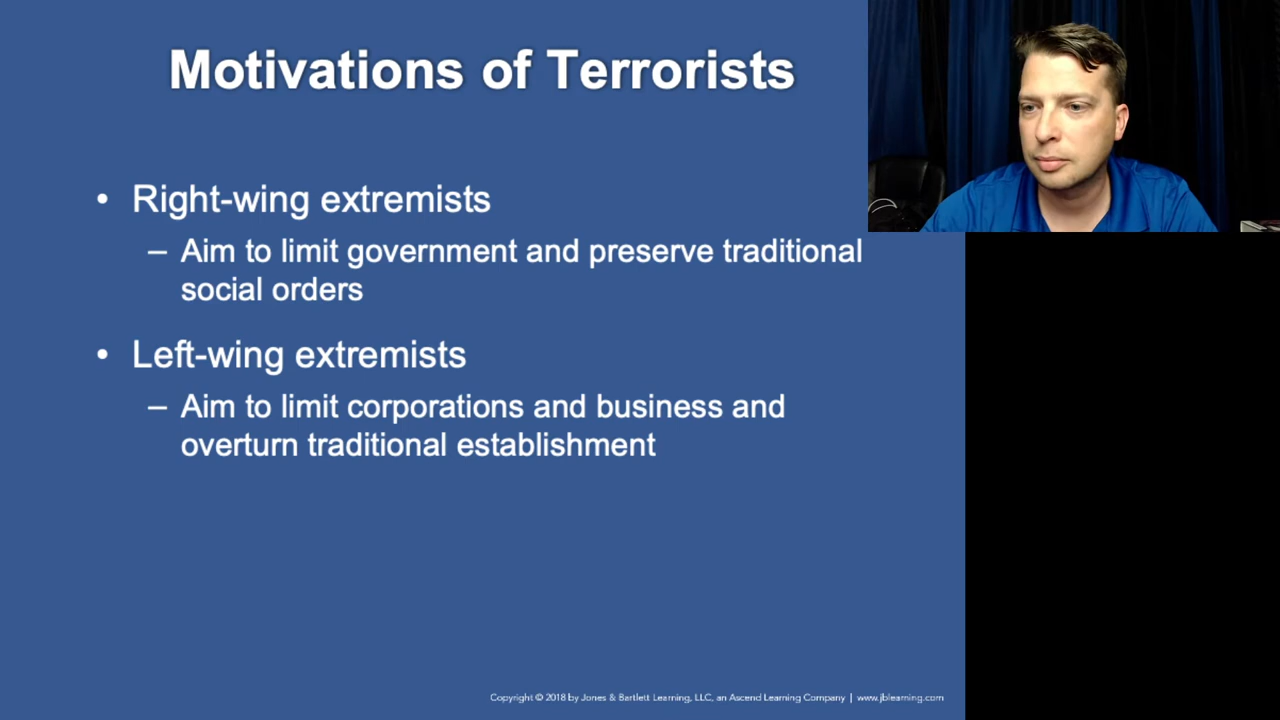 Motivations of Terrorists
• Right-wing extremists
– Aim to limit government and preserve traditional
social orders
• Left-wing extremists
– Aim to limit corporations and business and
overturn traditional establishment
Copyright © 2018 by Jones & Bartlett Learning, LLC, an Ascend Learning Company | www.jblearning.com